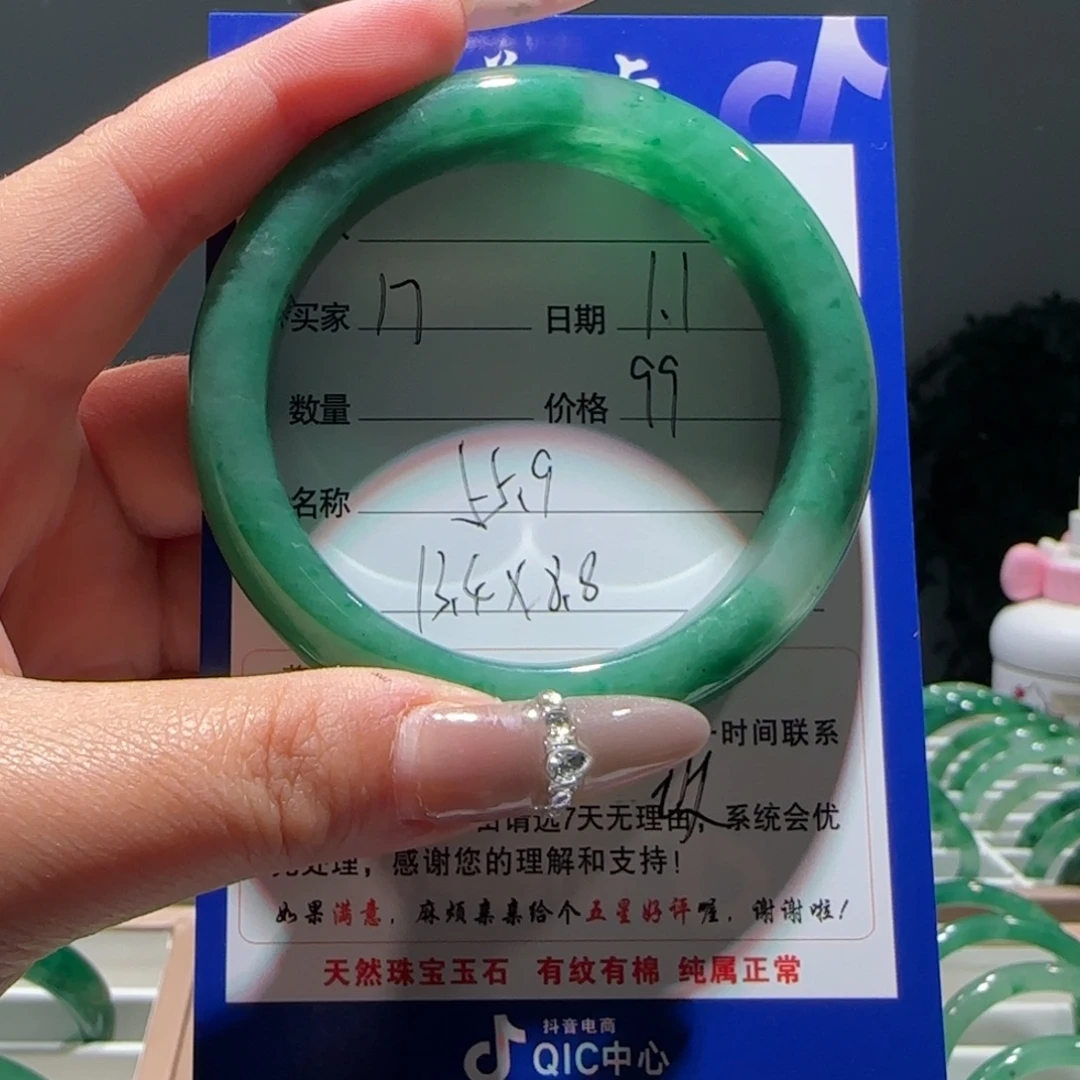 买家 17 日期 1.1
数量 价格 99
名称 55.9
13.4×8.8
时间联系
7天无理由，系统会优
先处理，感谢您的理解和支持！
如果满意，麻烦亲亲给个五星好评喔，谢谢啦！
天然珠宝玉石 有纹有棉 纯属正常
抖音电商
QIC中心